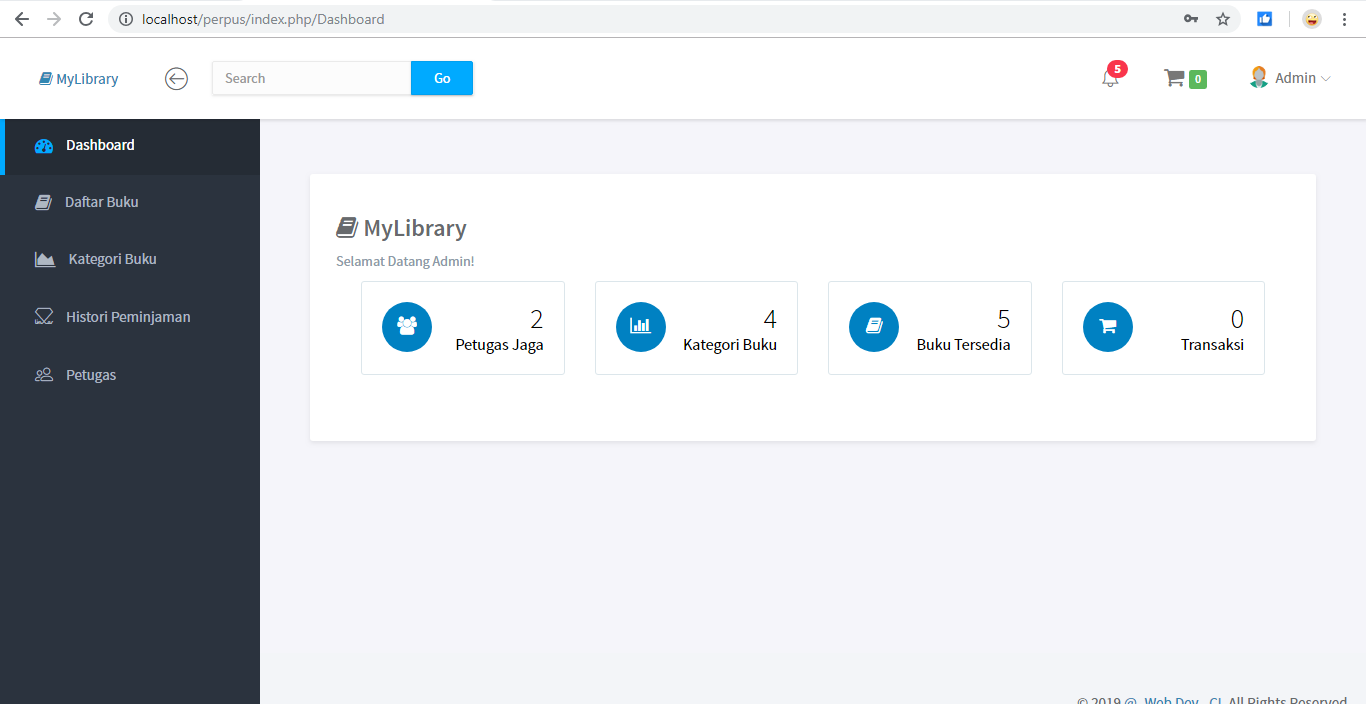 localhost/perpus/index.php/Dashboard
MyLibrary
Search
Go
5
0
Admin
Dashboard
Daftar Buku
Kategori Buku
Histori Peminjaman
Petugas
MyLibrary
Selamat Datang Admin!
2
Petugas Jaga
4
Kategori Buku
5
Buku Tersedia
0
Transaksi
© 2019 @_Web Dev - CI. All Rights Reserved